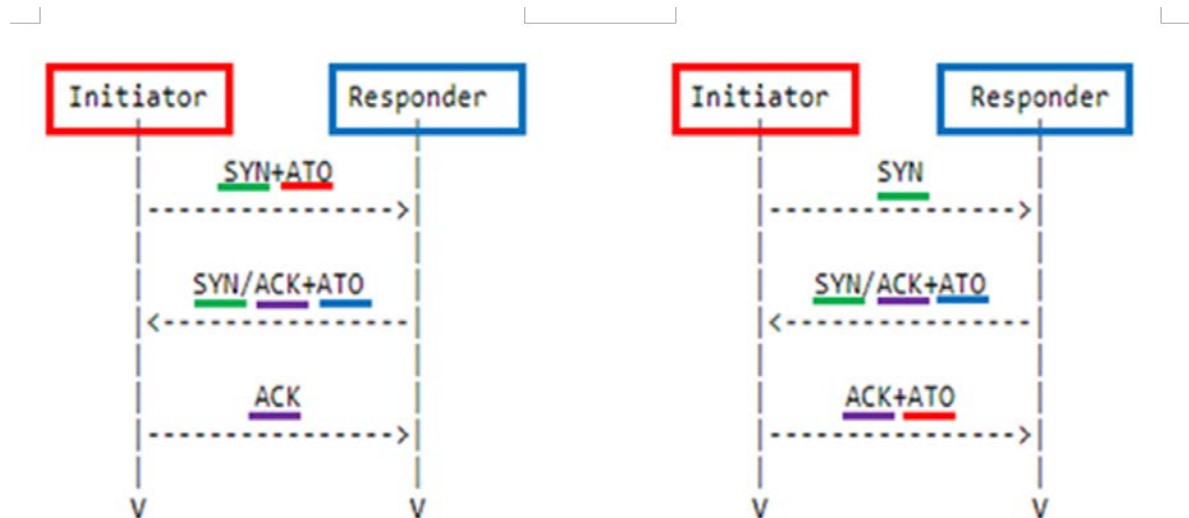 Initiator Responder Initiator Responder
SYN+ATO SYN
SYN/ACK+ATO SYN/ACK+ATO
ACK ACK+ATO
V V V V